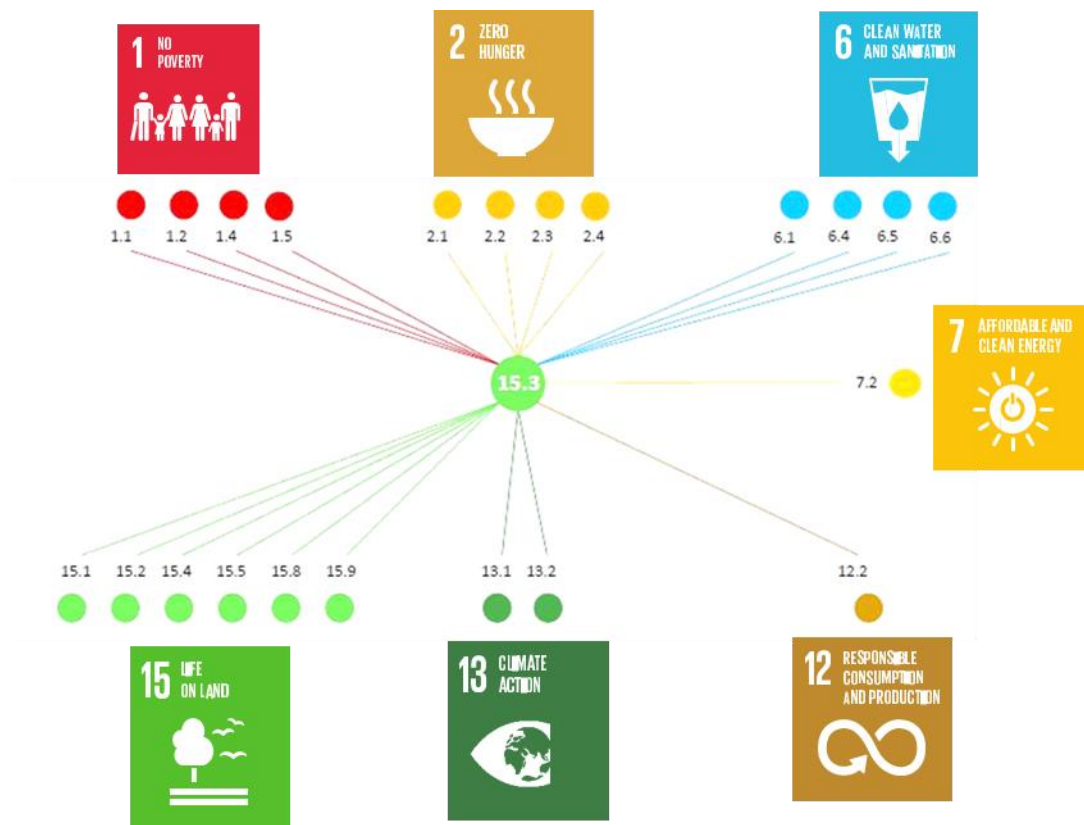 1 NO
POVERTY
2 ZERO
HUNGER
6 CLEAN WATER
AND SANITATION
1.1 1.2 1.4 1.5
2.1 2.2 2.3 2.4
6.1 6.4 6.5 6.6
7 AFFORDABLE AND
CLEAN ENERGY
15.3
7.2
15.1 15.2 15.4 15.5 15.8 15.9
13.1 13.2
12.2
15 LIFE
ON LAND
13 CLIMATE
ACTION
12 RESPONSIBLE
CONSUMPTION
AND PRODUCTION